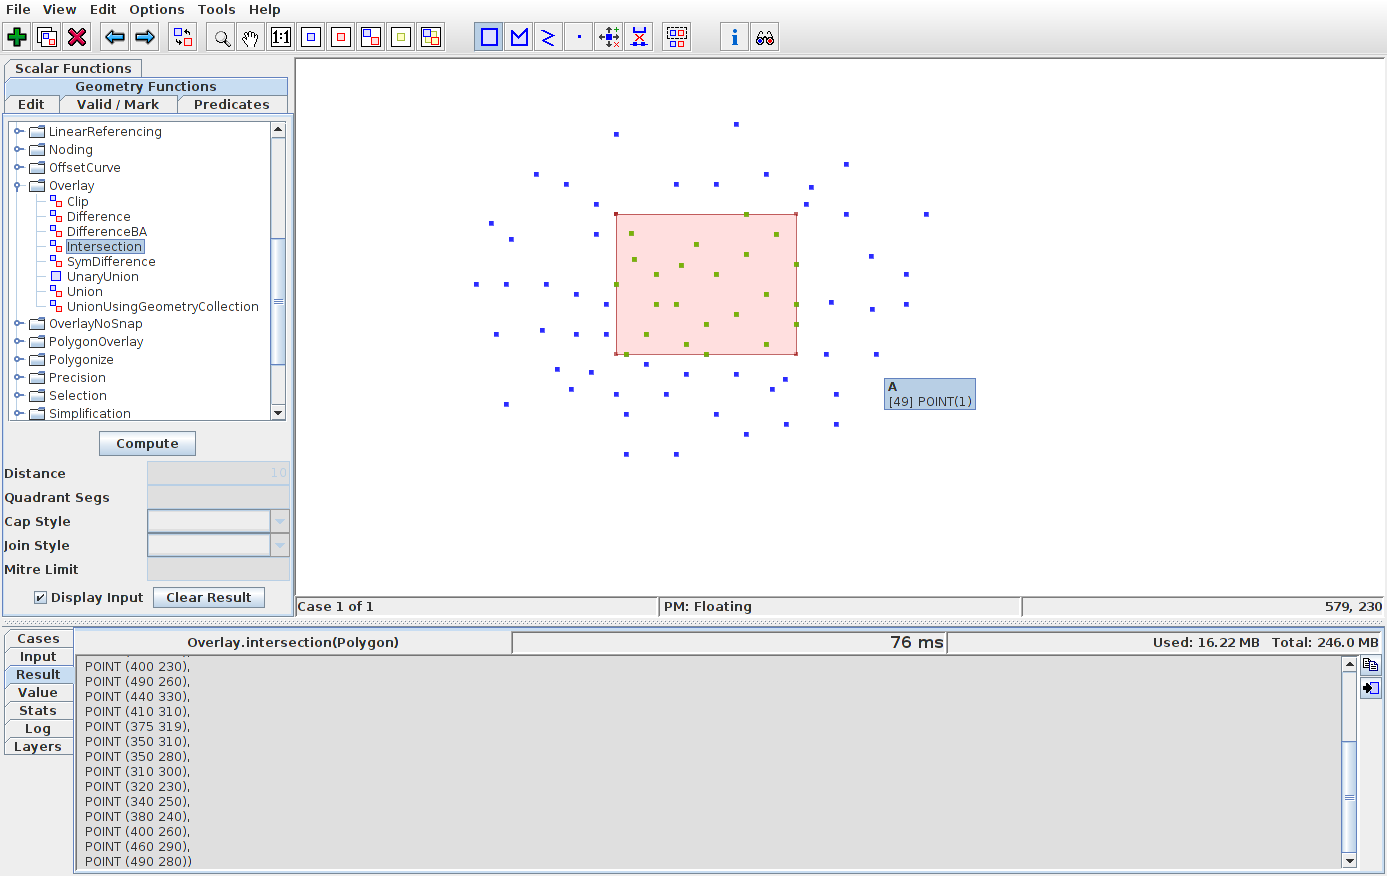 File View Edit Options Tools Help
1:1
Scalar Functions
Geometry Functions
Edit Valid / Mark Predicates
LinearReferencing
Noding
OffsetCurve
Overlay
Clip
Difference
DifferenceBA
Intersection
SymDifference
UnaryUnion
Union
UnionUsingGeometryCollection
OverlayNoSnap
PolygonOverlay
Polygonize
Precision
Selection
Simplification
Compute
Distance 10
Quadrant Segs
Cap Style
Join Style
Mitre Limit
Display Input Clear Result
A
[49] POINT(1)
Case 1 of 1 PM: Floating 579, 230
Cases
Input
Result
Value
Stats
Log
Layers
Overlay.intersection(Polygon) 76 ms Used: 16.22 MB Total: 246.0 MB
POINT (400 230),
POINT (490 260),
POINT (440 330),
POINT (410 310),
POINT (375 319),
POINT (350 310),
POINT (350 280),
POINT (310 300),
POINT (320 230),
POINT (340 250),
POINT (380 240),
POINT (400 260),
POINT (460 290),
POINT (490 280))